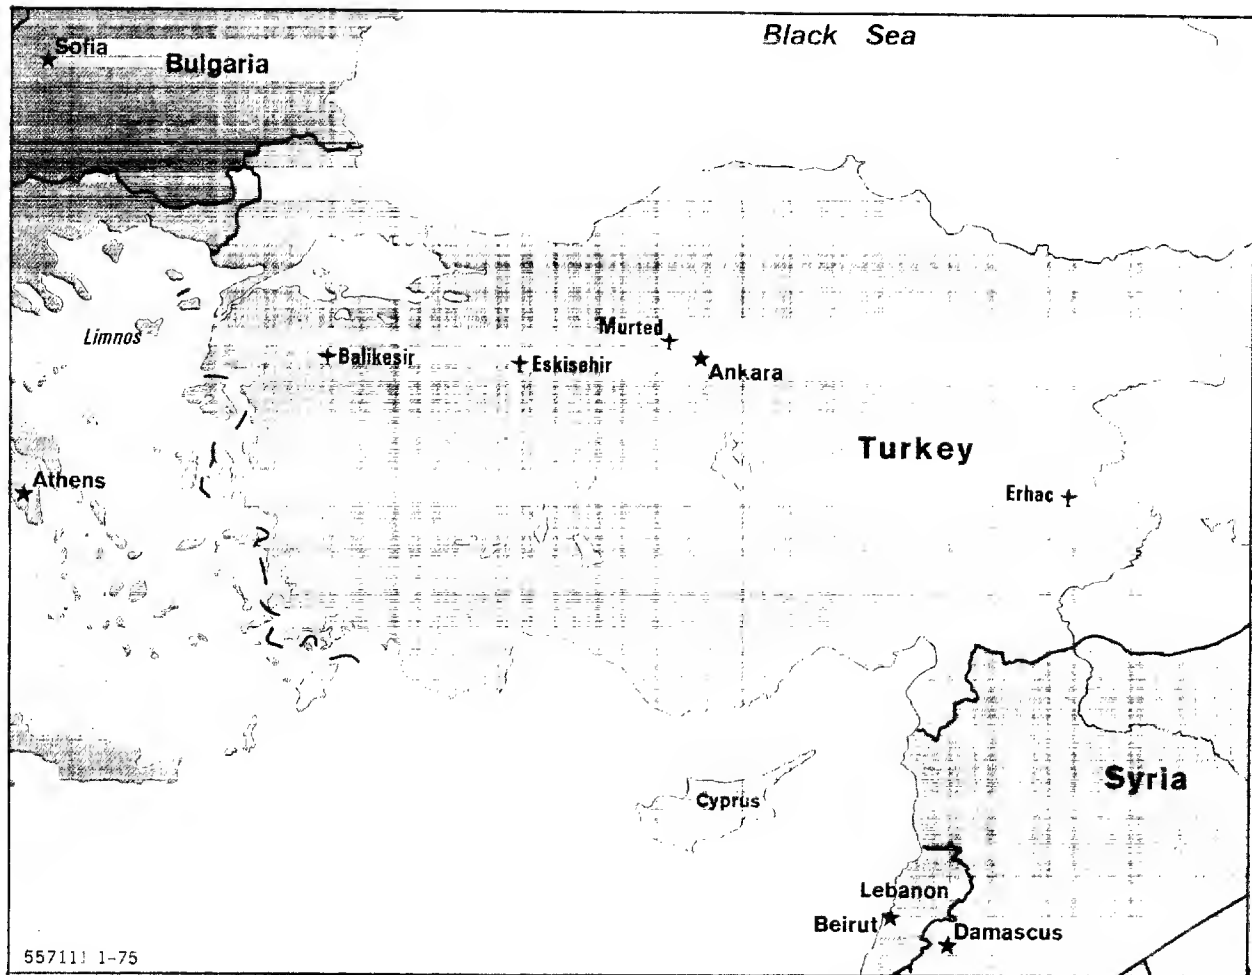 Black Sea
Sofia
Bulgaria
Murted
Limnos
Balikesir
Eskisehir
Ankara
Turkey
Athens
Erhac
Syria
Cyprus
Lebanon
Beirut
Damascus
557111 1-75